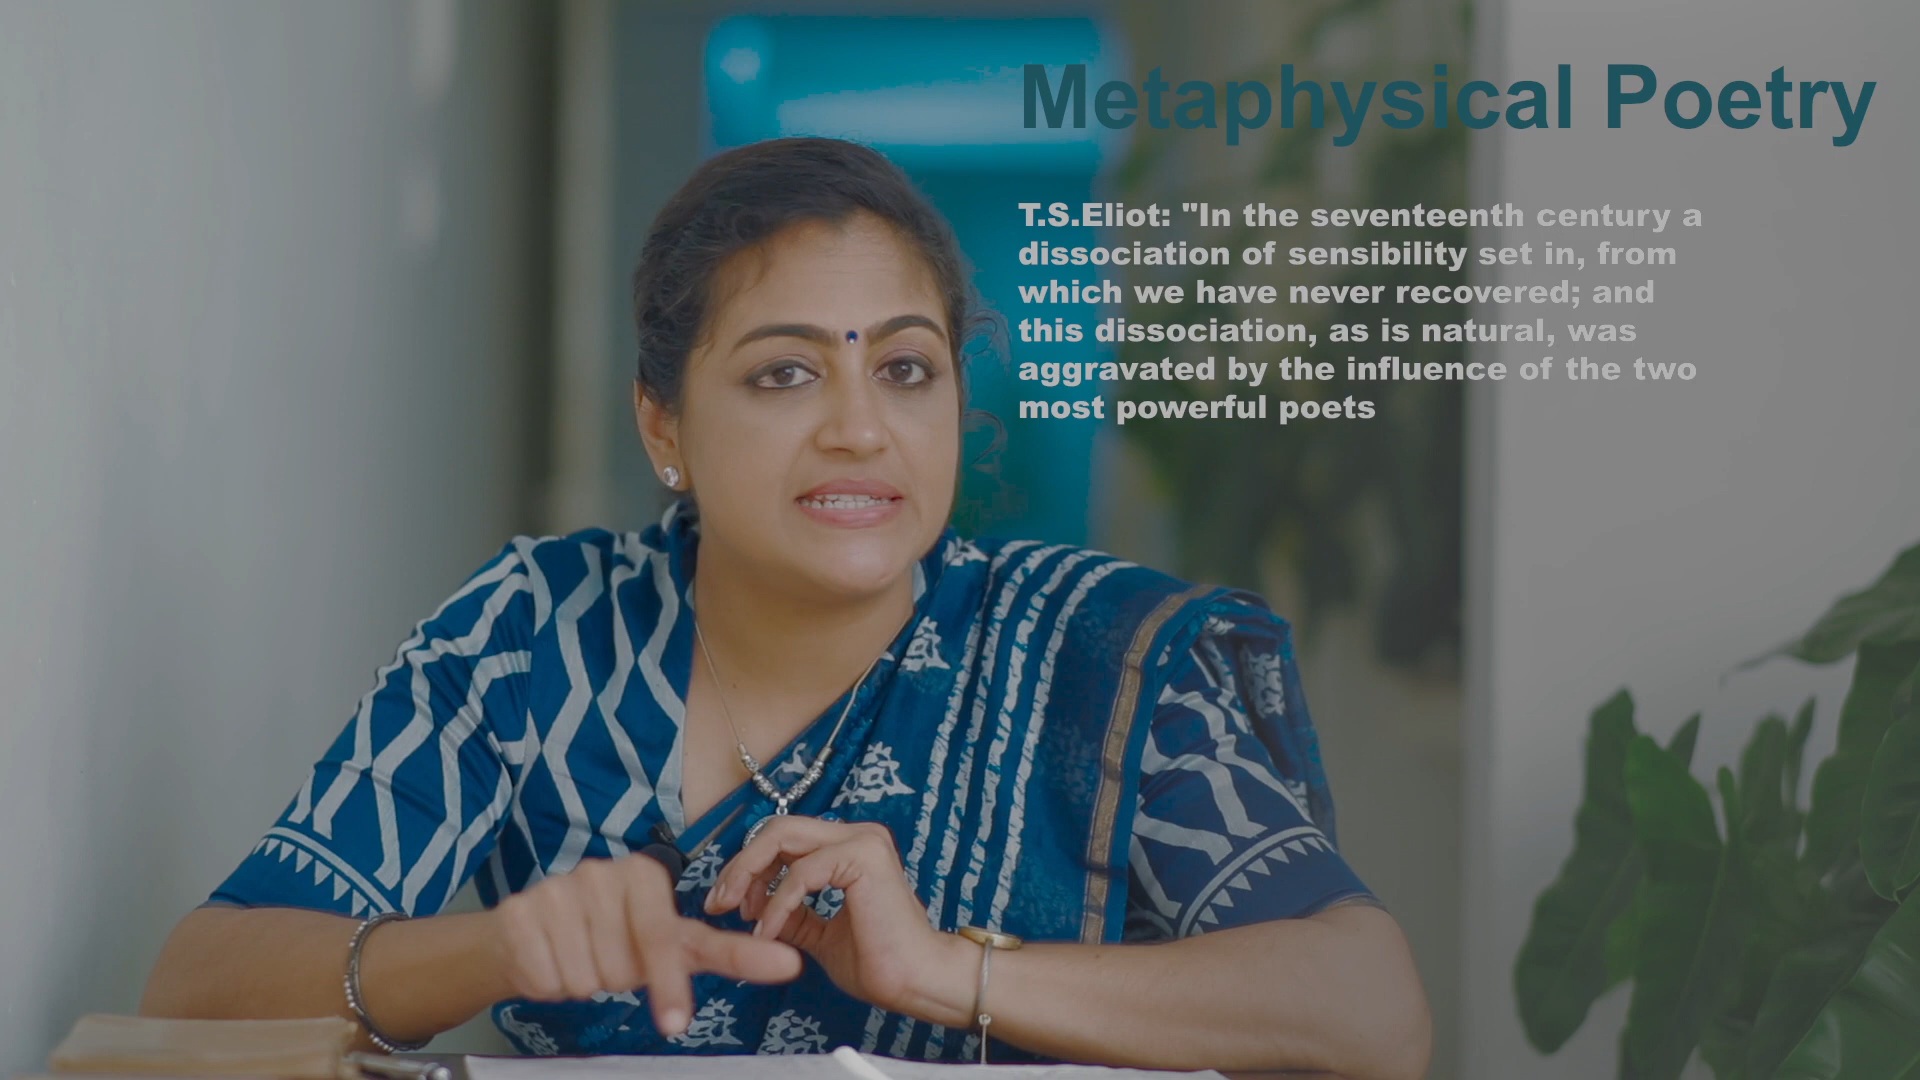 Metaphysical Poetry
T.S.Eliot: "In the seventeenth century a
dissociation of sensibility set in, from
which we have never recovered; and
this dissociation, as is natural, was
aggravated by the influence of the two
most powerful poets